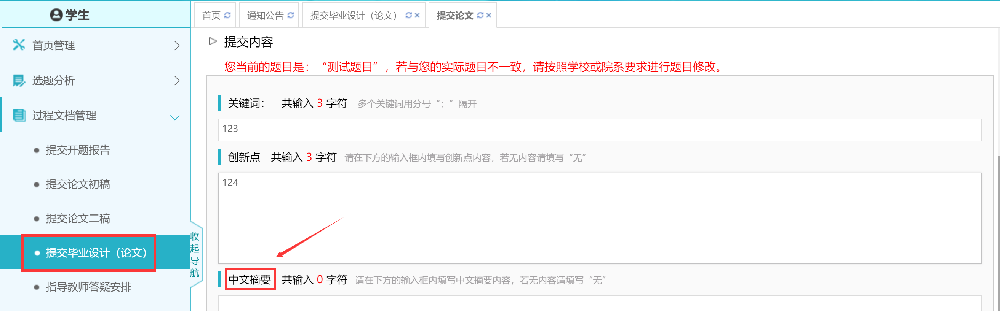 学生
首页
通知公告
提交毕业设计（论文）
提交论文
首页管理
选题分析
过程文档管理
提交开题报告
提交论文初稿
提交论文二稿
提交毕业设计（论文）
指导教师答疑安排
收起导航
提交内容
您当前的题目是：“测试题目”，若与您的实际题目不一致，请按照学校或院系要求进行题目修改。
关键词： 共输入 3 字符 多个关键词用分号“；”隔开
123
创新点 共输入 3 字符 请在下方的输入框内填写创新点内容，若无内容请填写“无”
124
中文摘要 共输入 0 字符 请在下方的输入框内填写中文摘要内容，若无内容请填写“无”